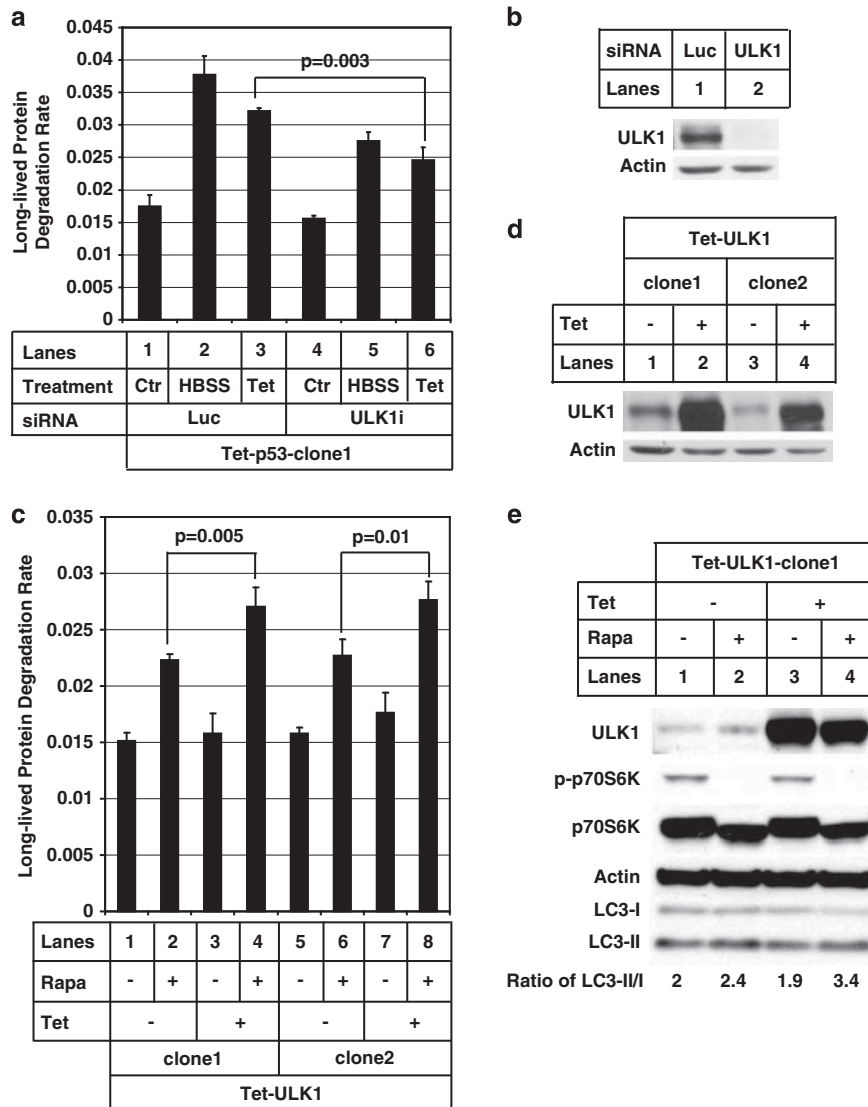 a
0.045
0.04
0.035
0.03
0.025
0.02
0.015
0.01
0.005
0
Long-lived Protein
Degradation Rate
p=0.003
Lanes 1 2 3 4 5 6
Treatment Ctr HBSS Tet Ctr HBSS Tet
siRNA Luc ULK1i
Tet-p53-clone1
b
siRNA Luc ULK1
Lanes 1 2
ULK1
Actin
c
0.035
0.03
0.025
0.02
0.015
0.01
0.005
0
Long-lived Protein Degradation Rate
p=0.005 p=0.01
Lanes 1 2 3 4 5 6 7 8
Rapa - + - + - + - +
Tet - + - +
clone1 clone2
Tet-ULK1
d
Tet-ULK1
clone1 clone2
Tet - + - +
Lanes 1 2 3 4
ULK1
Actin
e
Tet-ULK1-clone1
Tet - +
Rapa - + - +
Lanes 1 2 3 4
ULK1
p-p70S6K
p70S6K
Actin
LC3-I
LC3-II
Ratio of LC3-II/I 2 2.4 1.9 3.4